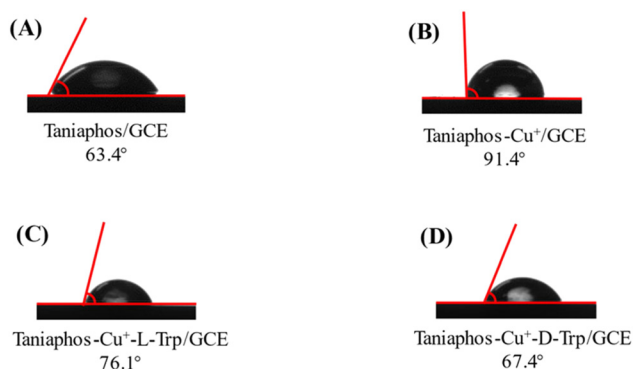 (A)
Taniaphos/GCE
63.4°
(B)
Taniaphos-Cu⁺/GCE
91.4°
(C)
Taniaphos-Cu⁺-L-Trp/GCE
76.1°
(D)
Taniaphos-Cu⁺-D-Trp/GCE
67.4°